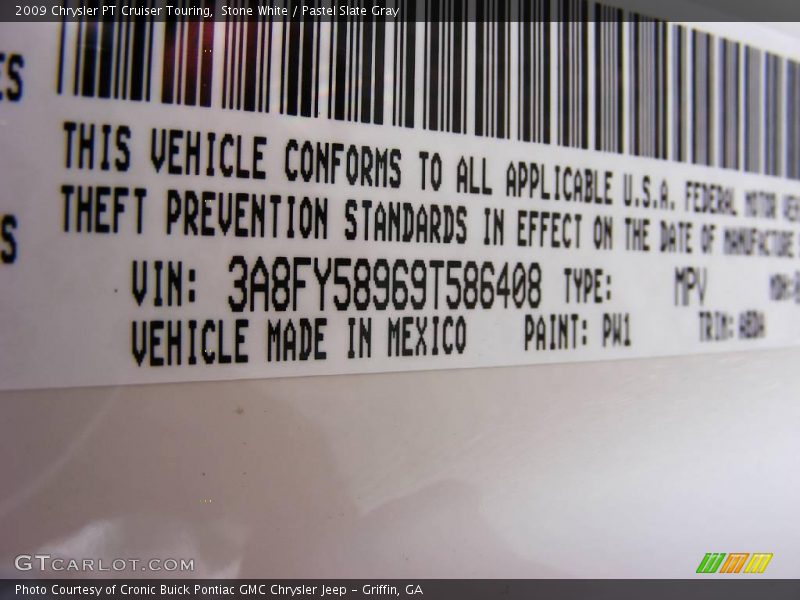 2009 Chrysler PT Cruiser Touring, Stone White / Pastel Slate Gray
ES
THIS VEHICLE CONFORMS TO ALL APPLICABLE U.S.A. FEDERAL MOTOR
THEFT PREVENTION STANDARDS IN EFFECT ON THE DATE OF MANUFACTURE
S
VIN: 3A8FY58969T586408 TYPE: MPV
VEHICLE MADE IN MEXICO PAINT: PW1 TRIM:
GTCARLOT.COM
Photo Courtesy of Cronic Buick Pontiac GMC Chrysler Jeep - Griffin, GA